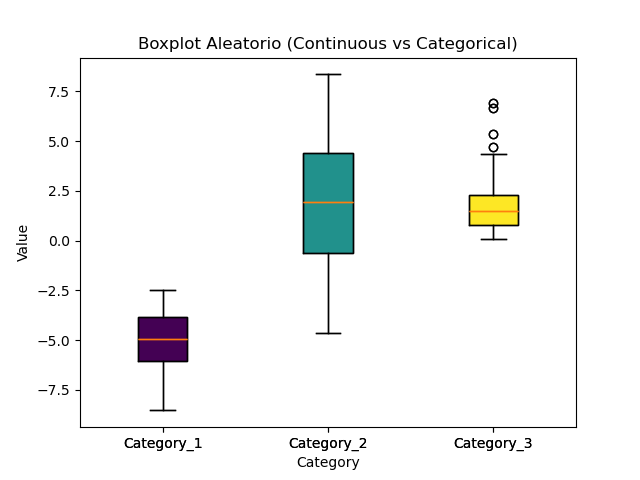 Boxplot Aleatorio (Continuous vs Categorical)
7.5
5.0
2.5
0.0
−2.5
−5.0
−7.5
Value
Category_1 Category_2 Category_3
Category